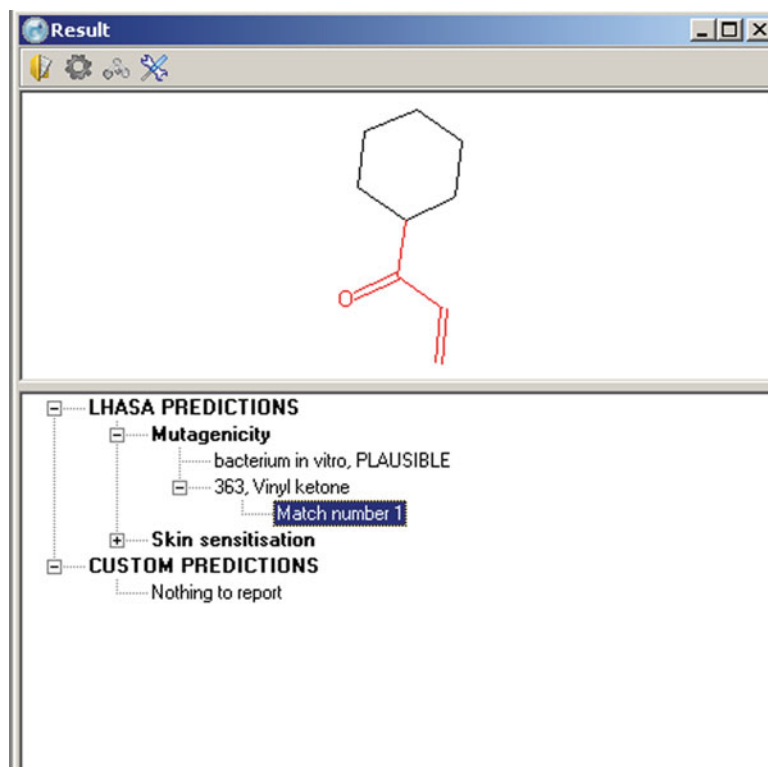 Result
O
LHASA PREDICTIONS
Mutagenicity
bacterium in vitro, PLAUSIBLE
363, Vinyl ketone
Match number 1
Skin sensitisation
CUSTOM PREDICTIONS
Nothing to report